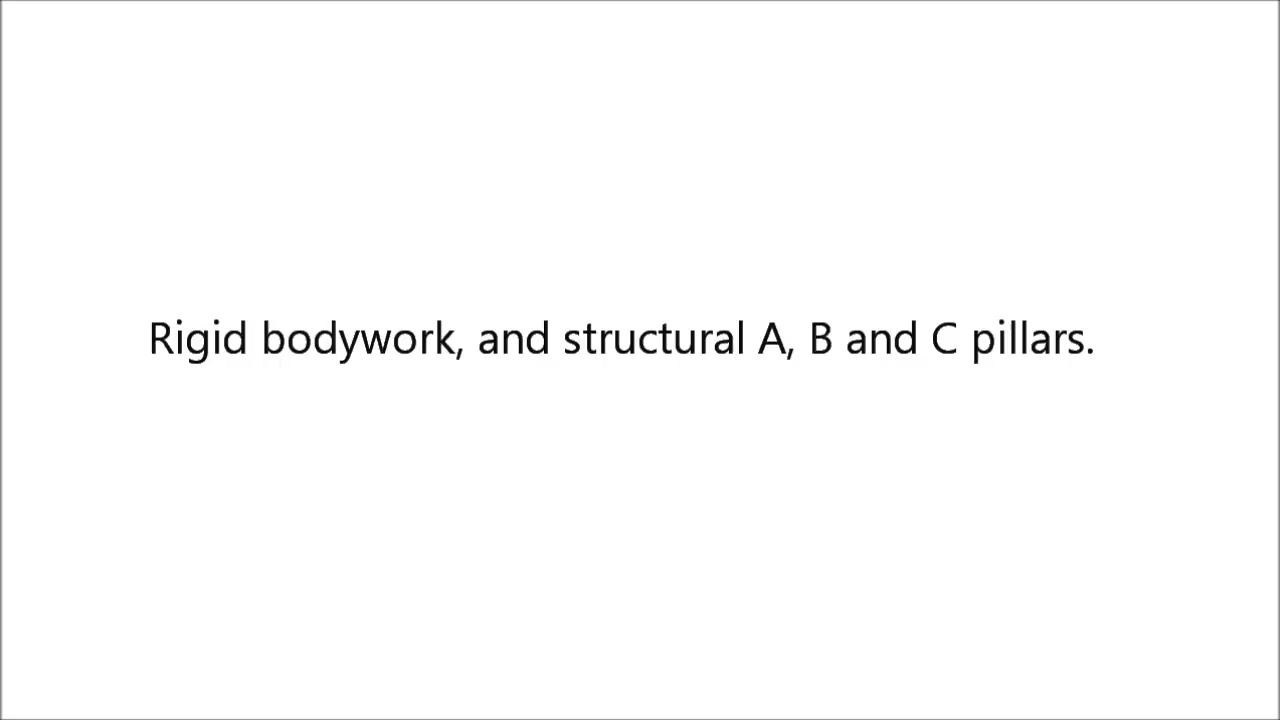 Rigid bodywork, and structural A, B and C pillars.